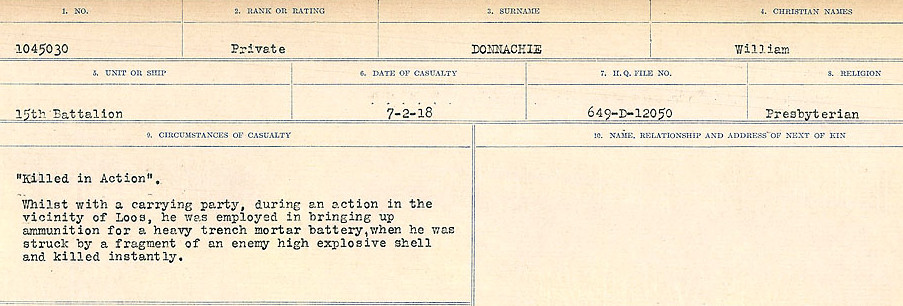 1. NO. 2. RANK OR RATING 3. SURNAME 4. CHRISTIAN NAMES
1045030 Private DONNACHIE William
5. UNIT OR SHIP 6. DATE OF CASUALTY 7. H.Q. FILE NO. 8. RELIGION
15th Battalion 7-2-18 649-D-12050 Presbyterian
9. CIRCUMSTANCES OF CASUALTY 10. NAME, RELATIONSHIP AND ADDRESS OF NEXT OF KIN
"Killed in Action".
Whilst with a carrying party, during an action in the
vicinity of Loos, he was employed in bringing up
ammunition for a heavy trench mortar battery,when he was
struck by a fragment of an enemy high explosive shell
and killed instantly.